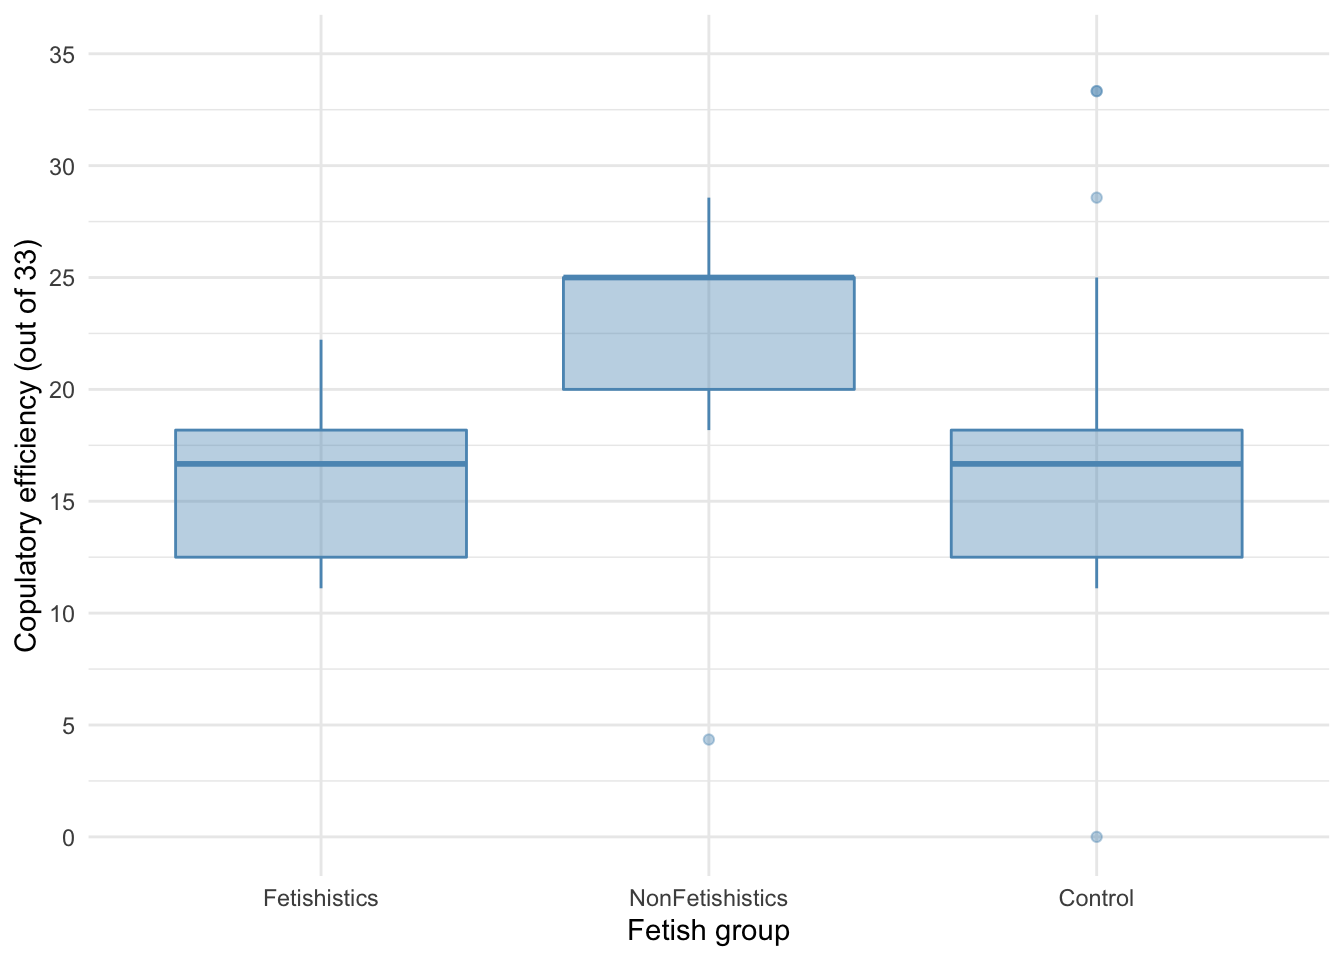 35
30
25
20
15
10
5
0
Copulatory efficiency (out of 33)
Fetishistics
NonFetishistics
Control
Fetish group